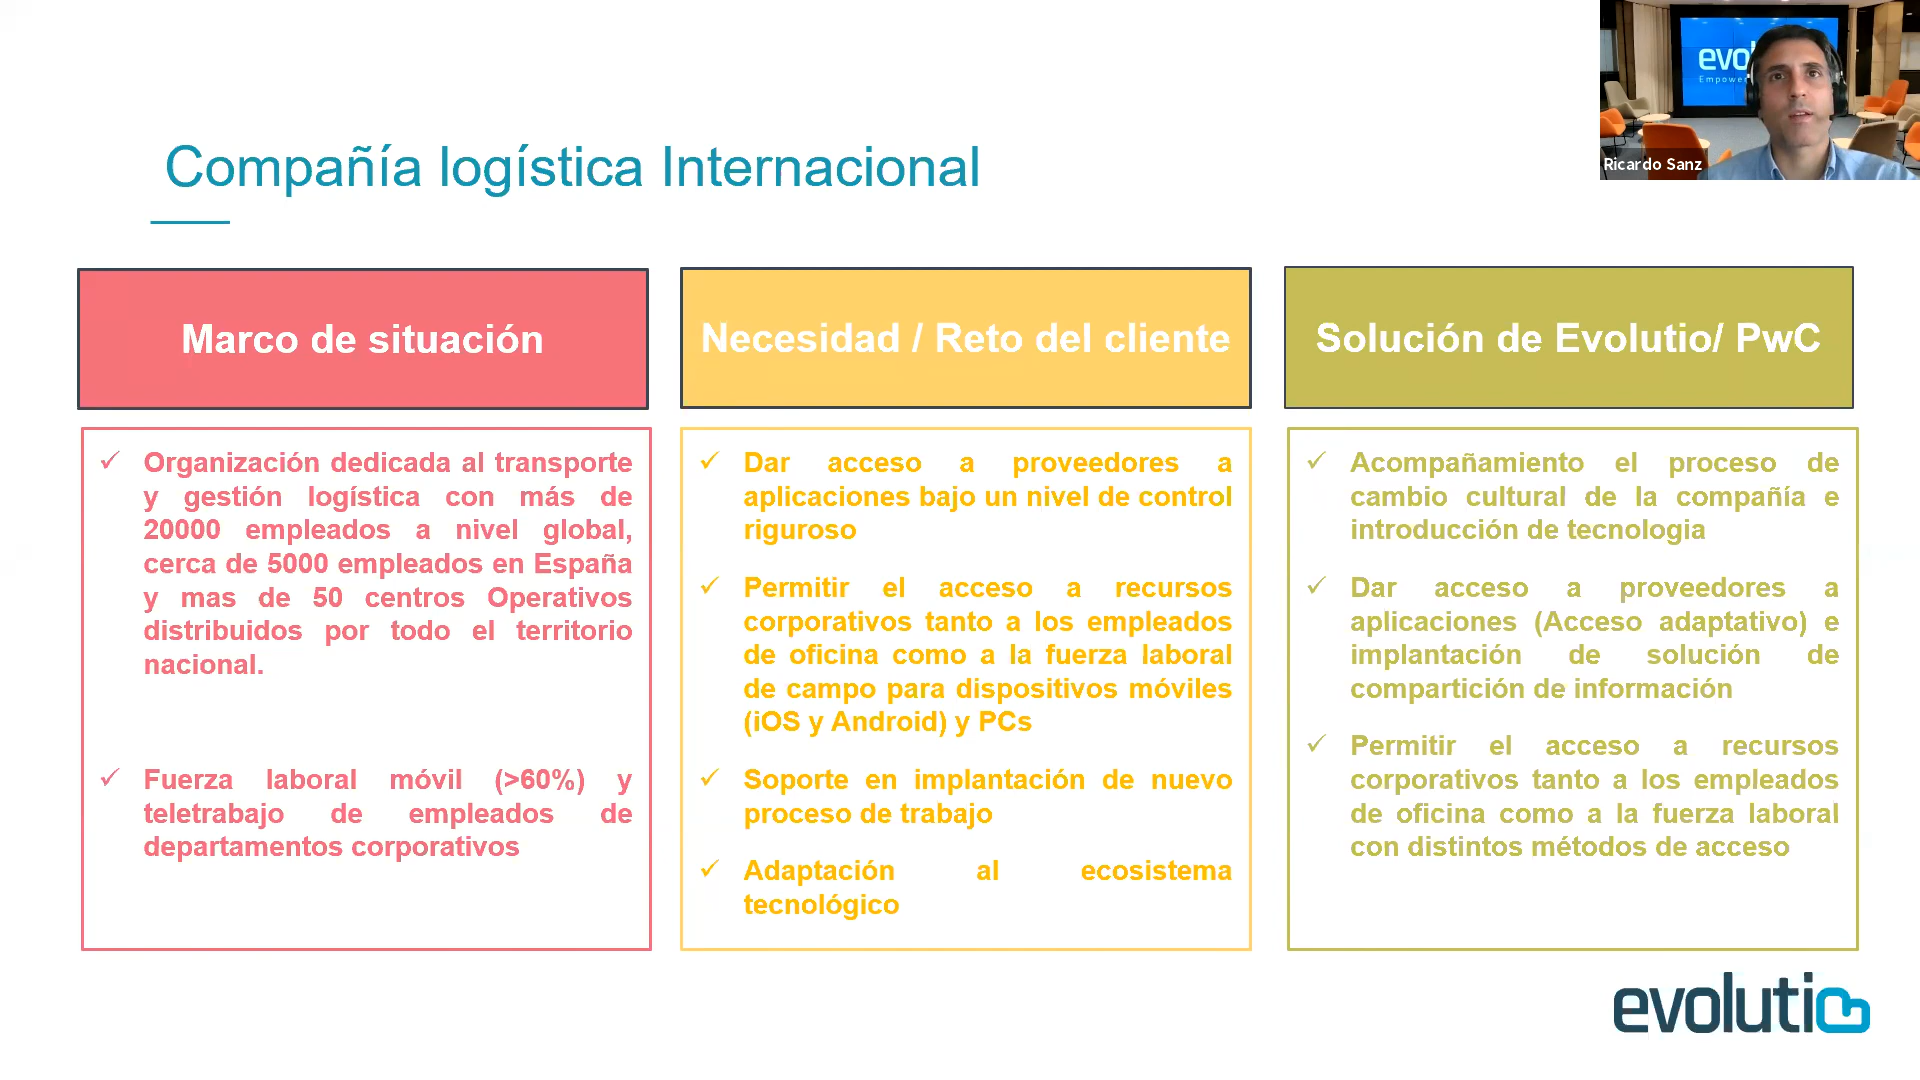 evo
Empowe
Ricardo Sanz
Compañía logística Internacional
Marco de situación
✓ Organización dedicada al transporte
y gestión logística con más de
20000 empleados a nivel global,
cerca de 5000 empleados en España
y mas de 50 centros Operativos
distribuidos por todo el territorio
nacional.
✓ Fuerza laboral móvil (>60%) y
teletrabajo de empleados de
departamentos corporativos
Necesidad / Reto del cliente
✓ Dar acceso a proveedores a
aplicaciones bajo un nivel de control
riguroso
✓ Permitir el acceso a recursos
corporativos tanto a los empleados
de oficina como a la fuerza laboral
de campo para dispositivos móviles
(iOS y Android) y PCs
✓ Soporte en implantación de nuevo
proceso de trabajo
✓ Adaptación al ecosistema
tecnológico
Solución de Evolutio/ PwC
✓ Acompañamiento el proceso de
cambio cultural de la compañía e
introducción de tecnologia
✓ Dar acceso a proveedores a
aplicaciones (Acceso adaptativo) e
implantación de solución de
compartición de información
✓ Permitir el acceso a recursos
corporativos tanto a los empleados
de oficina como a la fuerza laboral
con distintos métodos de acceso
evolutio